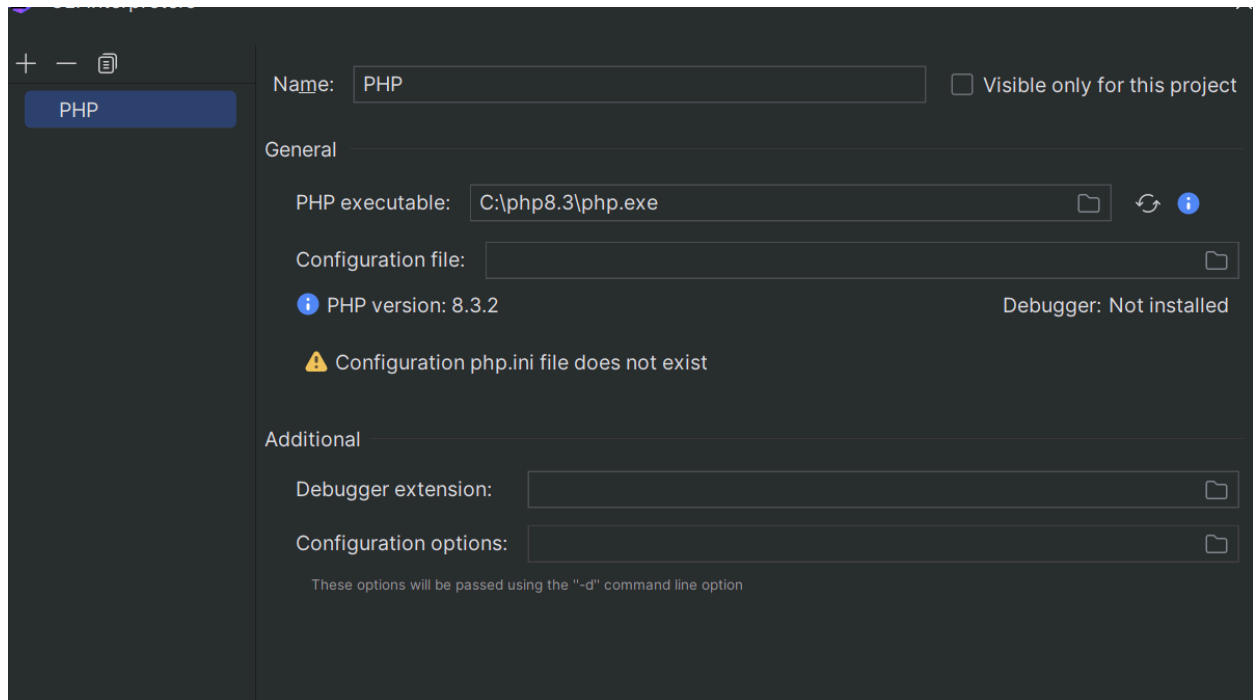 PHP
Name: PHP Visible only for this project
General
PHP executable: C:\php8.3\php.exe
Configuration file:
PHP version: 8.3.2 Debugger: Not installed
Configuration php.ini file does not exist
Additional
Debugger extension:
Configuration options:
These options will be passed using the "-d" command line option